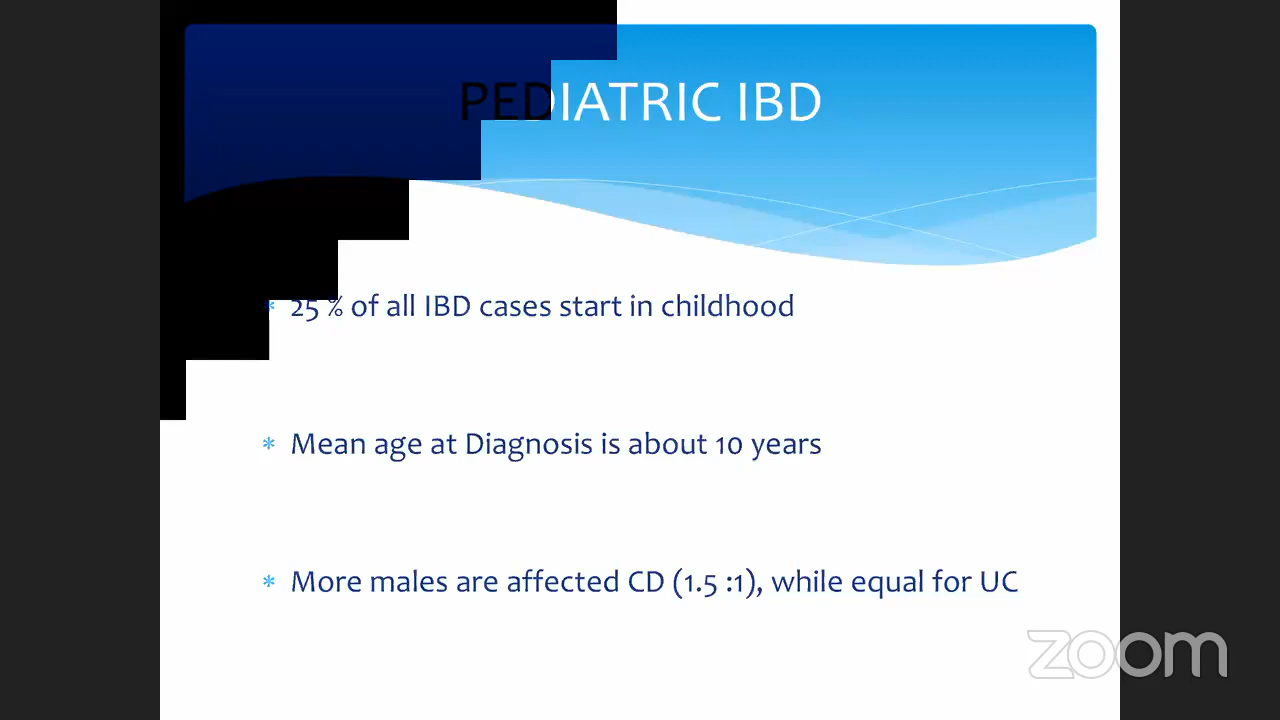 PEDIATRIC IBD
* 25 % of all IBD cases start in childhood
* Mean age at Diagnosis is about 10 years
* More males are affected CD (1.5 :1), while equal for UC
zoom